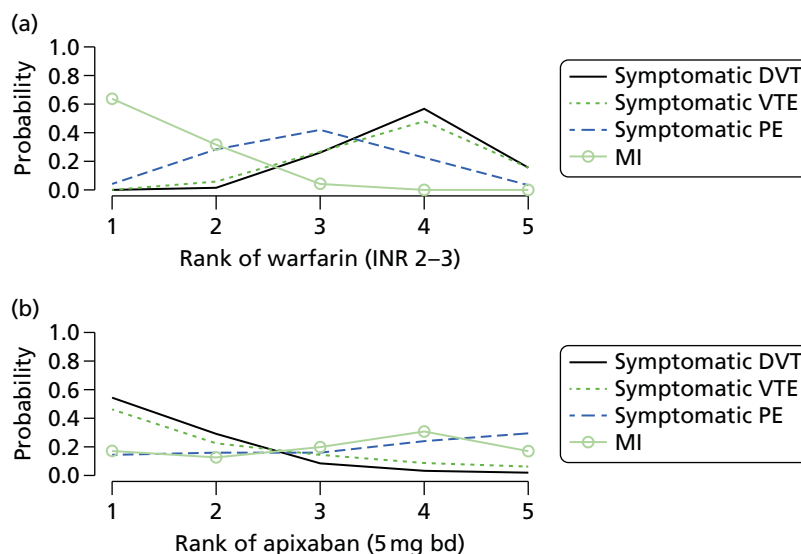 (a)
Probability
1.0
0.8
0.6
0.4
0.2
0.0
1 2 3 4 5
Rank of warfarin (INR 2–3)
Symptomatic DVT
Symptomatic VTE
Symptomatic PE
MI
(b)
Probability
1.0
0.8
0.6
0.4
0.2
0.0
1 2 3 4 5
Rank of apixaban (5 mg bd)
Symptomatic DVT
Symptomatic VTE
Symptomatic PE
MI